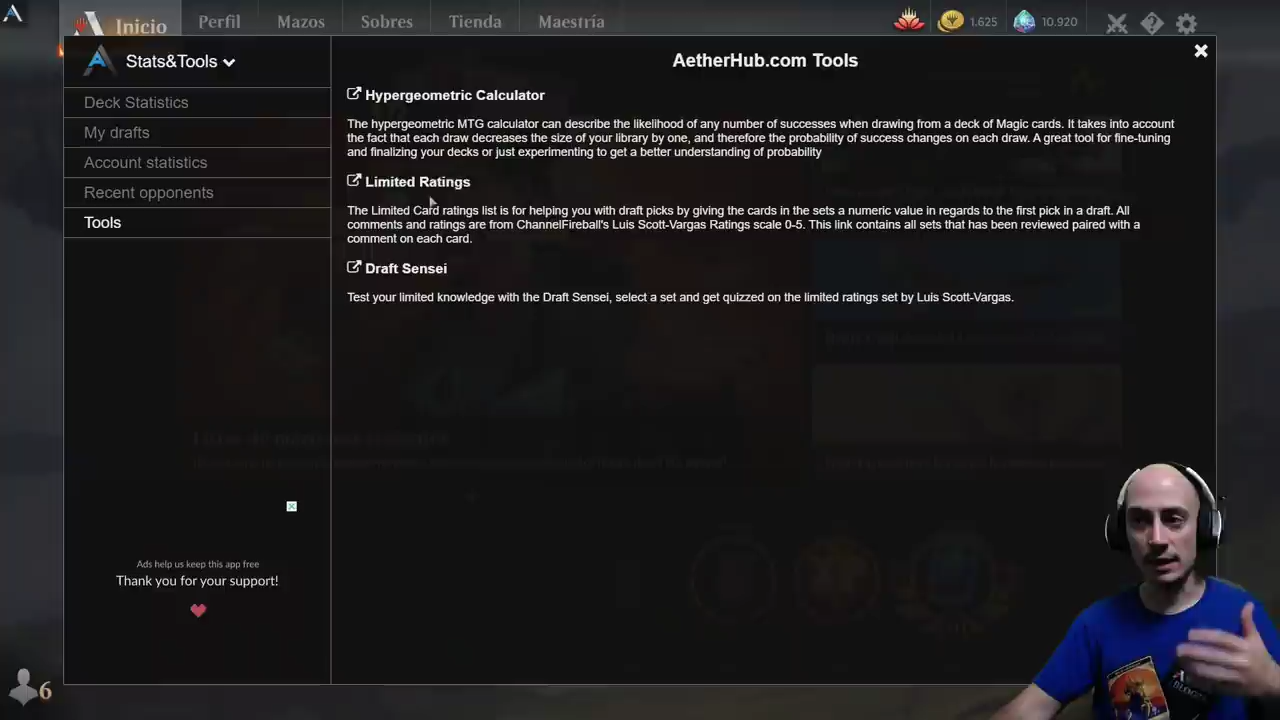 Inicio
Perfil
Mazos
Sobres
Tienda
Maestría
1.625
10.920
Stats&Tools
AetherHub.com Tools
Deck Statistics
My drafts
Account statistics
Recent opponents
Tools
Hypergeometric Calculator
The hypergeometric MTG calculator can describe the likelihood of any number of successes when drawing from a deck of Magic cards. It takes into account
the fact that each draw decreases the size of your library by one, and therefore the probability of success changes on each draw. A great tool for fine-tuning
and finalizing your decks or just experimenting to get a better understanding of probability
Limited Ratings
The Limited Card ratings list is for helping you with draft picks by giving the cards in the sets a numeric value in regards to the first pick in a draft. All
comments and ratings are from ChannelFireball's Luis Scott-Vargas Ratings scale 0-5. This link contains all sets that has been reviewed paired with a
comment on each card.
Draft Sensei
Test your limited knowledge with the Draft Sensei, select a set and get quizzed on the limited ratings set by Luis Scott-Vargas.
Ads help us keep this app free
Thank you for your support!
6